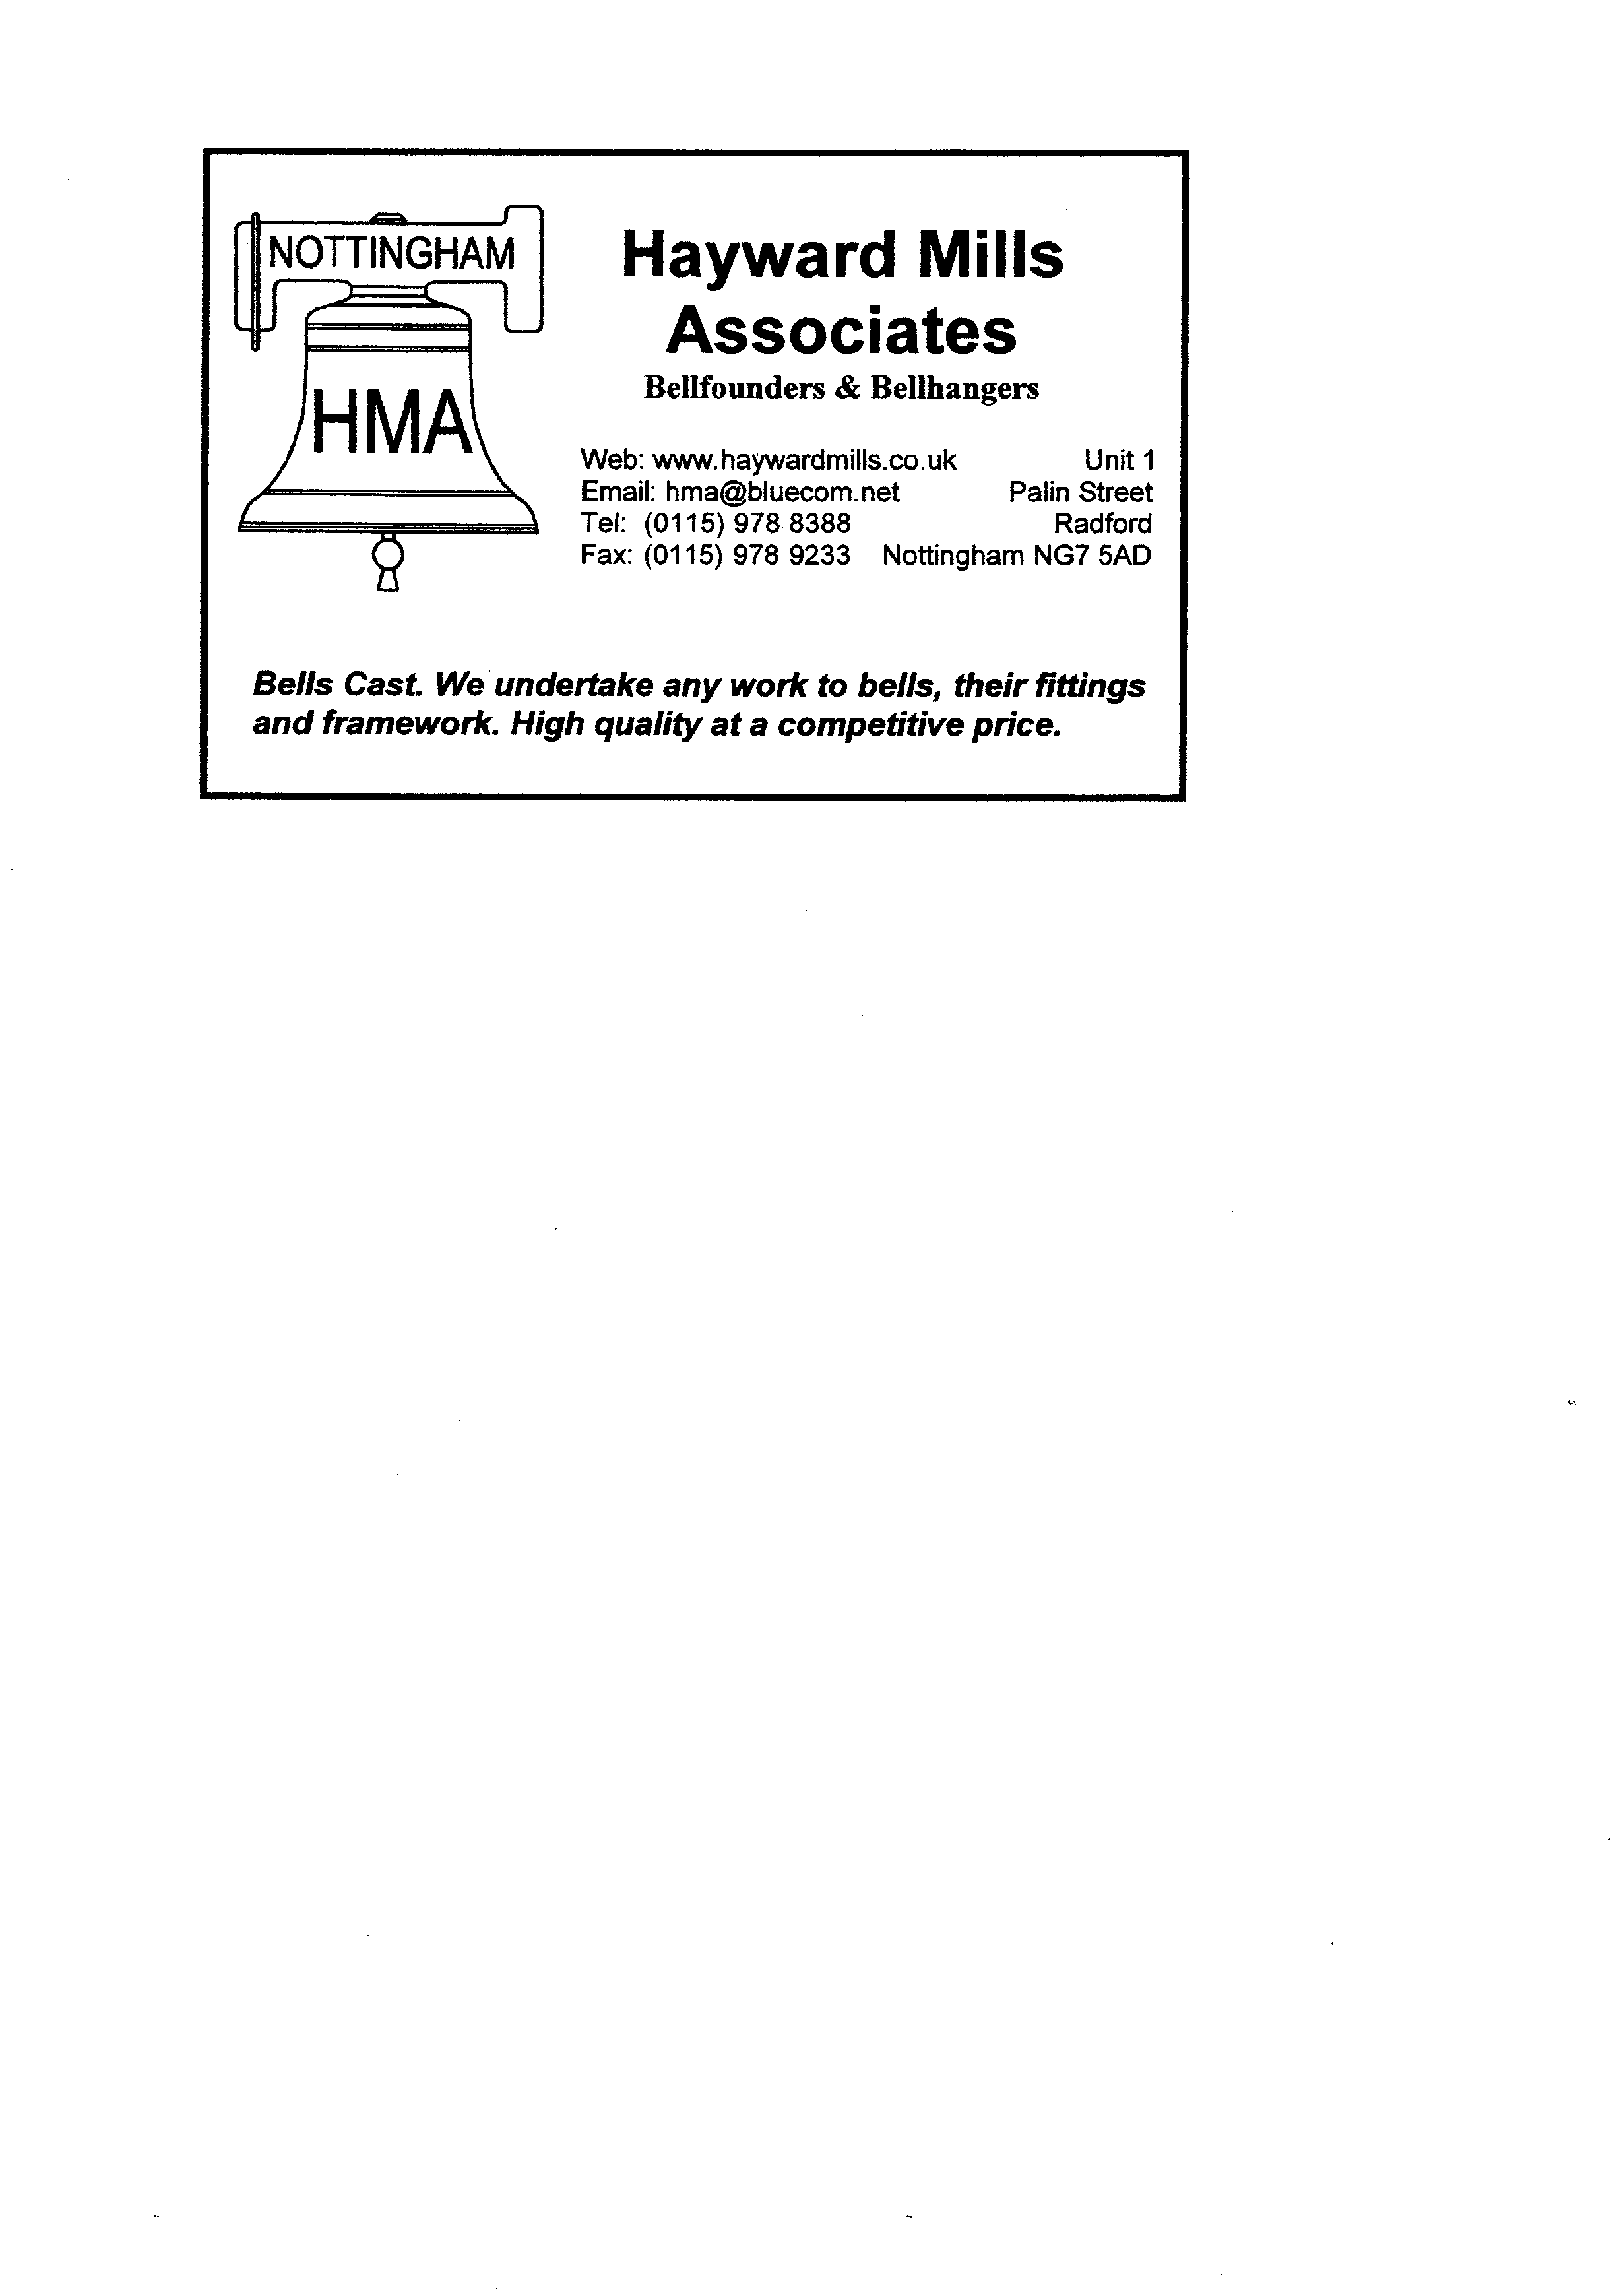 NOTTINGHAM
HMA
Hayward Mills
Associates
Bellfounders & Bellhangers
Web: www.haywardmills.co.uk Unit 1
Email: hma@bluecom.net Palin Street
Tel: (0115) 978 8388 Radford
Fax: (0115) 978 9233 Nottingham NG7 5AD
Bells Cast. We undertake any work to bells, their fittings
and framework. High quality at a competitive price.